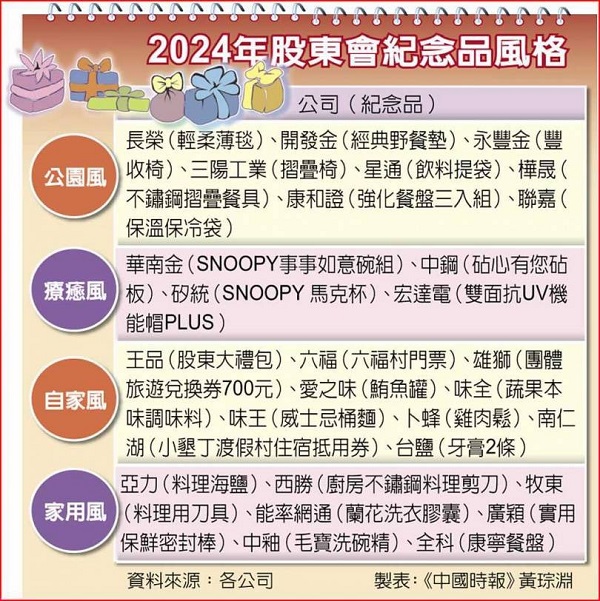 2024年股東會紀念品風格
公司（紀念品）
公園風
長榮（輕柔薄毯）、開發金（經典野餐墊）、永豐金（豐
收椅）、三陽工業（摺疊椅）、星通（飲料提袋）、樺晟（
不鏽鋼摺疊餐具）、康和證（強化餐盤三入組）、聯嘉（
保溫保冷袋）
療癒風
華南金（SNOOPY事事如意碗組）、中鋼（砧心有您砧
板）、矽統（SNOOPY 馬克杯）、宏達電（雙面抗UV機
能帽PLUS）
自家風
王品（股東大禮包）、六福（六福村門票）、雄獅（團體
旅遊兌換券700元）、愛之味（鮪魚罐）、味全（蔬果本
味調味料）、味王（威士忌桶麵）、卜蜂（雞肉鬆）、南仁
湖（小墾丁渡假村住宿抵用券）、台鹽（牙膏2條）
家用風
亞力（料理海鹽）、西勝（廚房不鏽鋼料理剪刀）、牧東
（料理用刀具）、能率網通（蘭花洗衣膠囊）、廣穎（實用
保鮮密封棒）、中釉（毛寶洗碗精）、全科（康寧餐盤）
資料來源：各公司
製表：《中國時報》黃琮淵